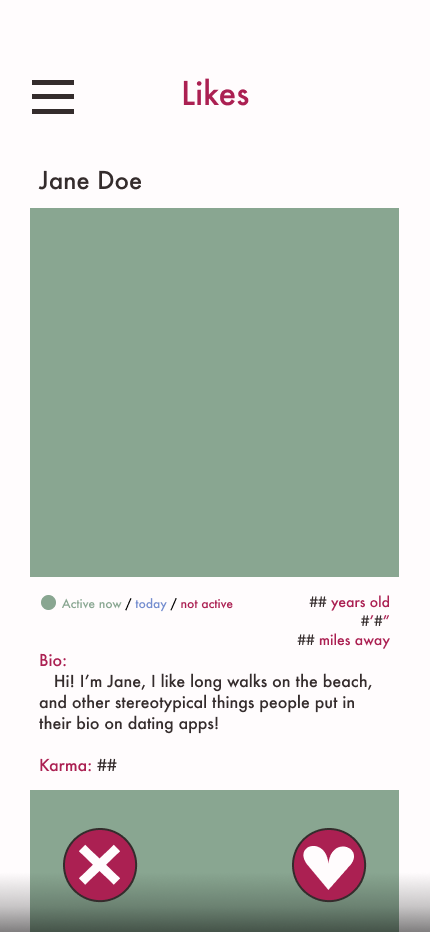 Likes
Jane Doe
Active now / today / not active
## years old
#’#”
## miles away
Bio:
Hi! I’m Jane, I like long walks on the beach,
and other stereotypical things people put in
their bio on dating apps!
Karma: ##